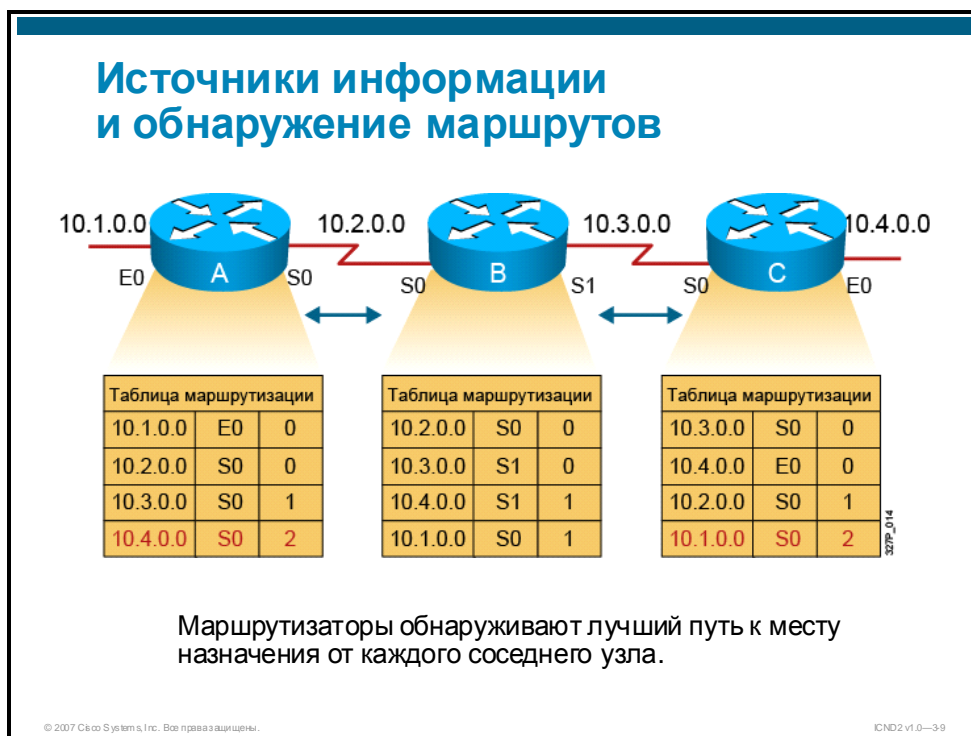 Источники информации
и обнаружение маршрутов
10.1.0.0 10.2.0.0 10.3.0.0 10.4.0.0
E0 A S0 S0 B S1 S0 C E0
Таблица маршрутизации
10.1.0.0 E0 0
10.2.0.0 S0 0
10.3.0.0 S0 1
10.4.0.0 S0 2
Таблица маршрутизации
10.2.0.0 S0 0
10.3.0.0 S1 0
10.4.0.0 S1 1
10.1.0.0 S0 1
Таблица маршрутизации
10.3.0.0 S0 0
10.4.0.0 E0 0
10.2.0.0 S0 1
10.1.0.0 S0 2
327P_014
Маршрутизаторы обнаруживают лучший путь к месту
назначения от каждого соседнего узла.
© 2007 Cisco Systems, Inc. Все права защищены. ICND2 v1.0—3-9